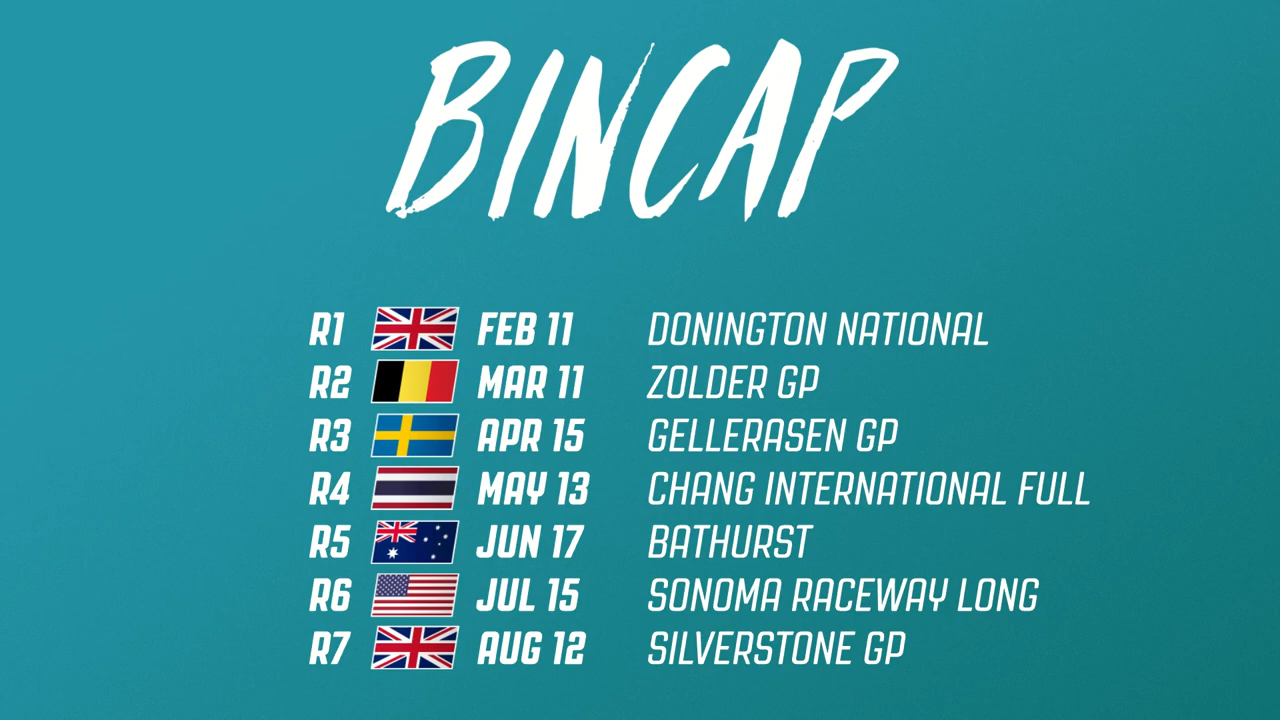 BINCAP
R1 FEB 11 DONINGTON NATIONAL
R2 MAR 11 ZOLDER GP
R3 APR 15 GELLERASEN GP
R4 MAY 13 CHANG INTERNATIONAL FULL
R5 JUN 17 BATHURST
R6 JUL 15 SONOMA RACEWAY LONG
R7 AUG 12 SILVERSTONE GP